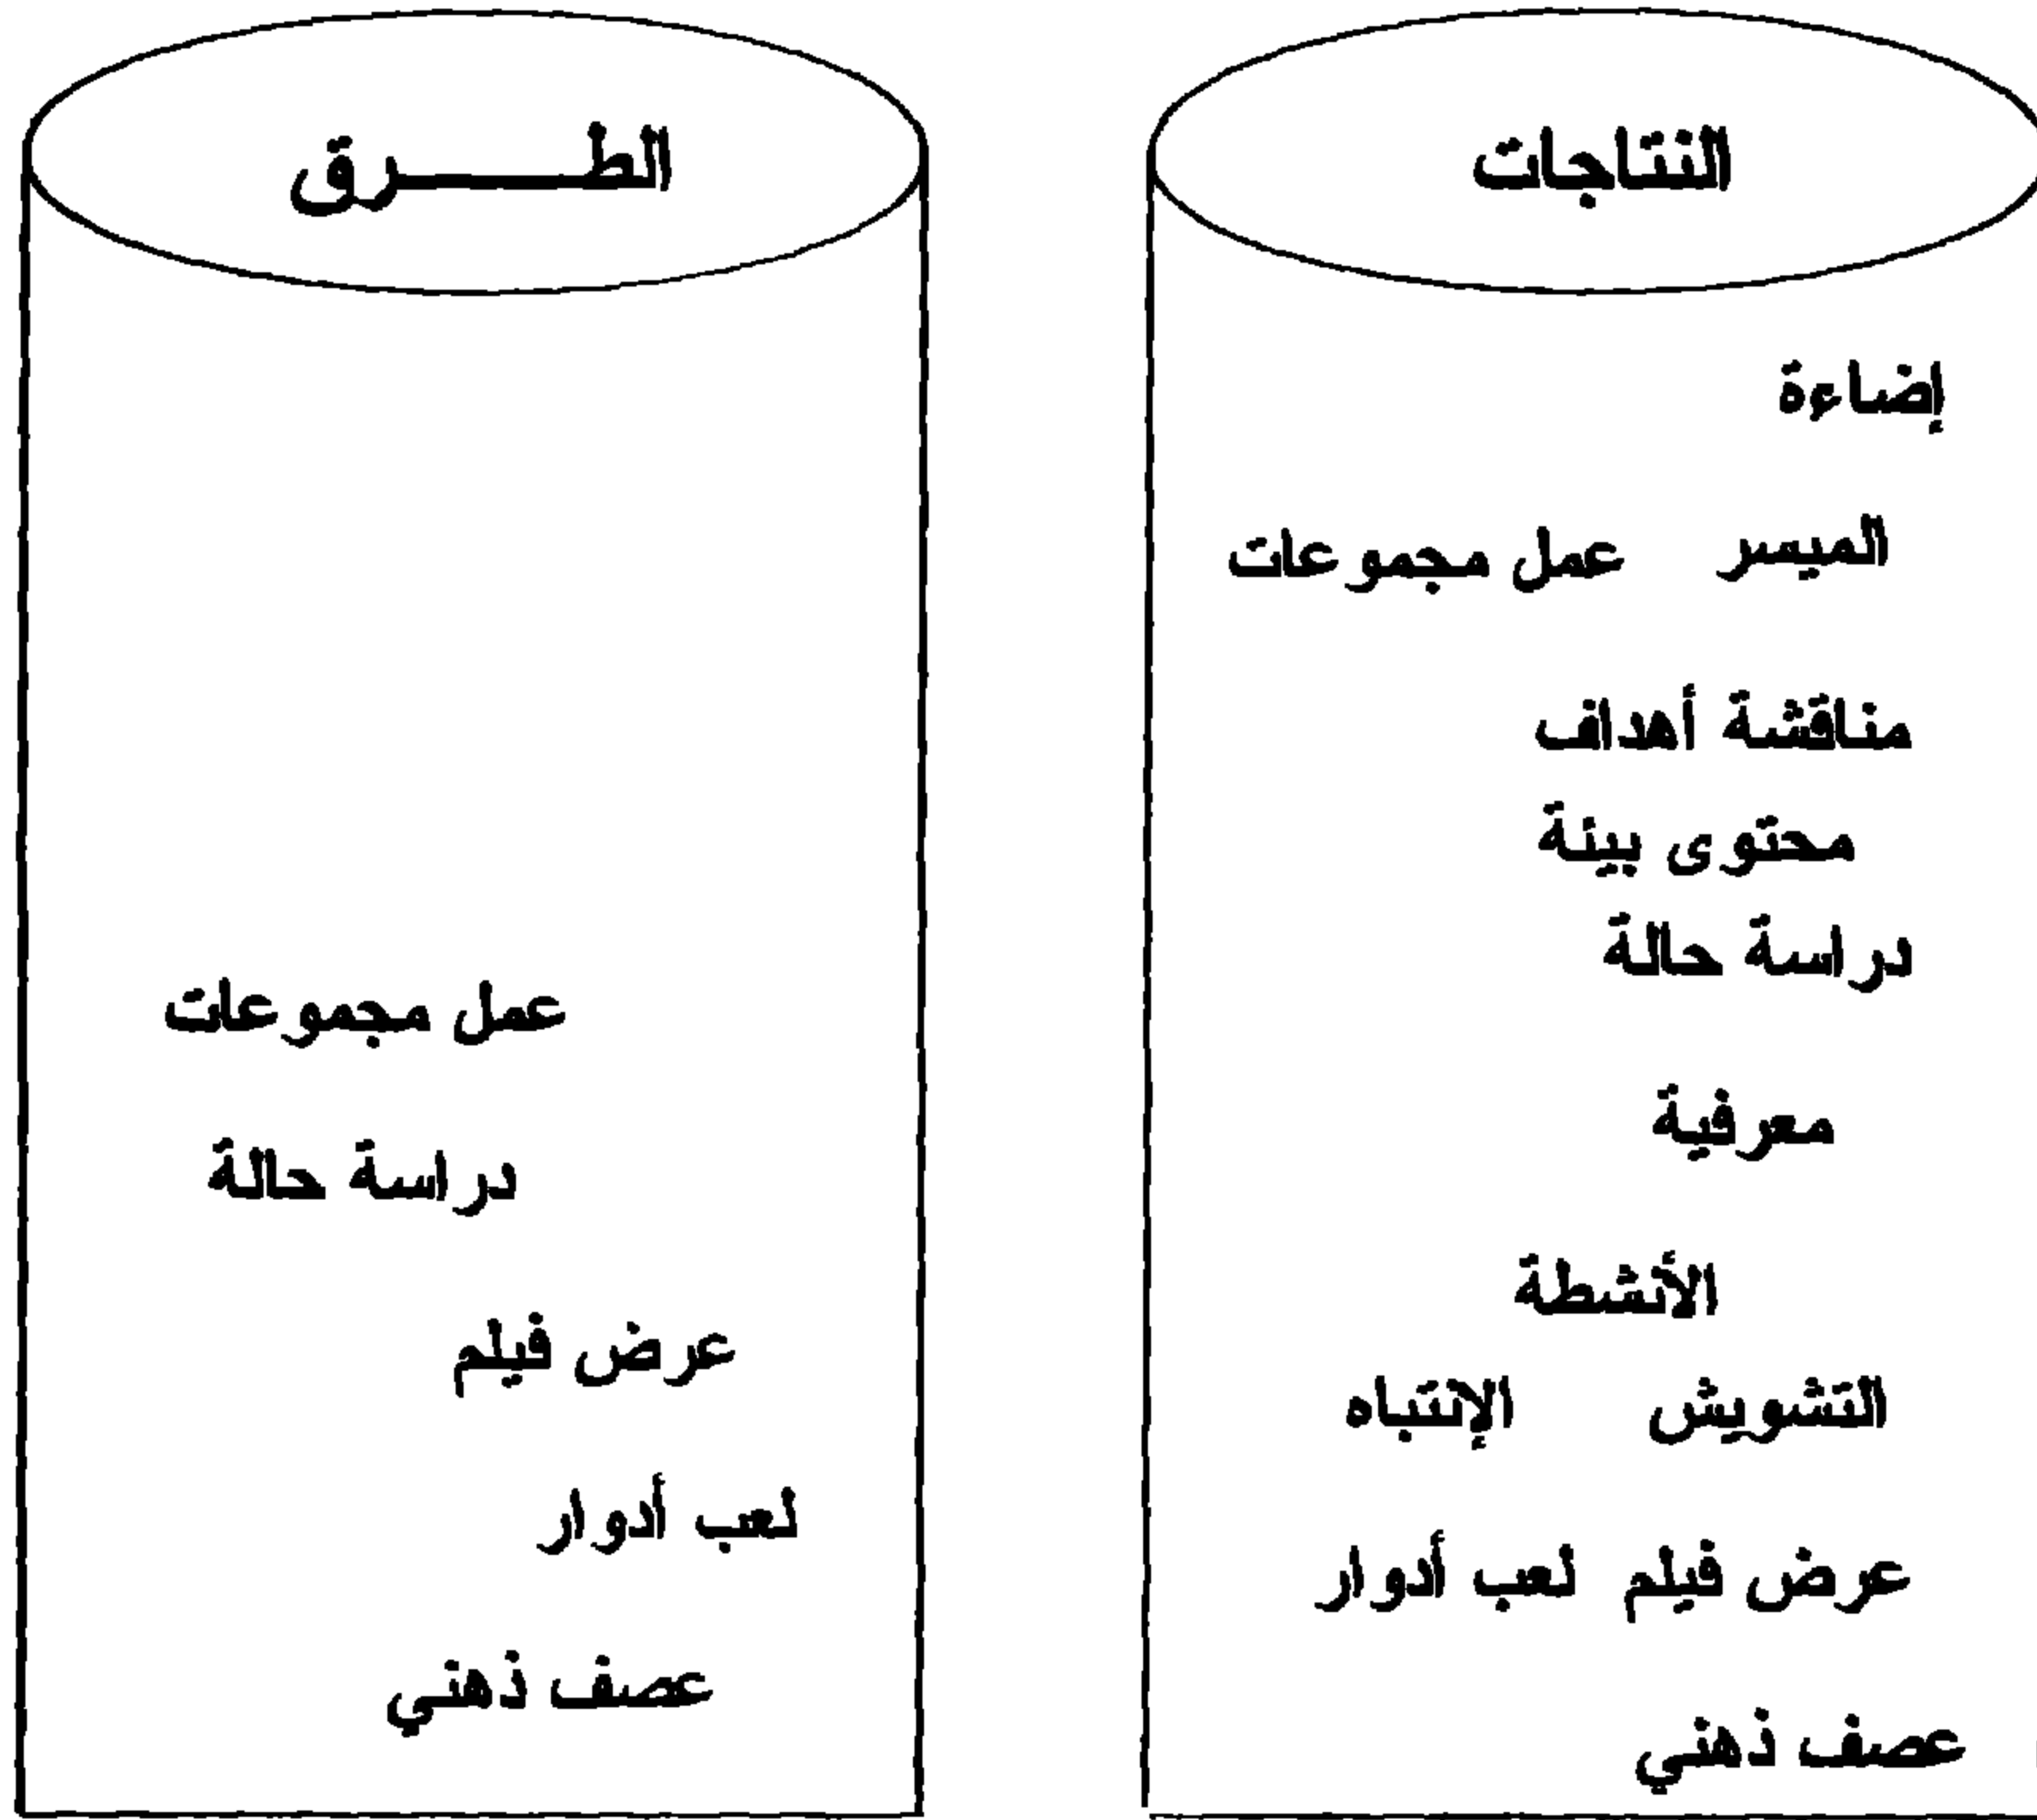 النتاجات
إضاءة
الميسر عمل مجموعات
مناقشة أهداف
محتوى بيئة
دراسة حالة
معرفية
الأنشطة
التشويش الإنتباه
عرض فيلم لعب أدوار
عصف ذهني
الطـــــرق
عمل مجموعات
دراسة حالة
عرض فيلم
لعب أدوار
عصف ذهني